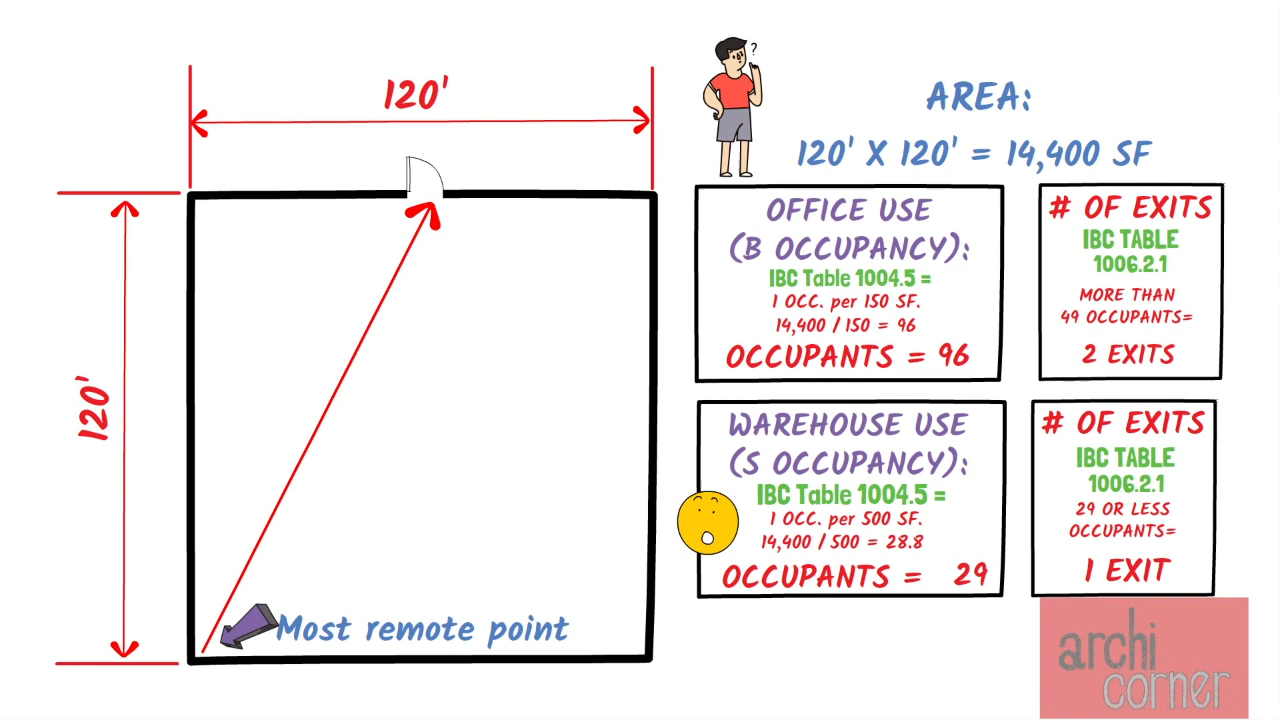 120'
120'
Most remote point
?
AREA:
120' X 120' = 14,400 SF
OFFICE USE
(B OCCUPANCY):
IBC Table 1004.5 =
1 OCC. per 150 SF.
14,400 / 150 = 96
OCCUPANTS = 96
# OF EXITS
IBC TABLE
1006.2.1
MORE THAN
49 OCCUPANTS=
2 EXITS
WAREHOUSE USE
(S OCCUPANCY):
IBC Table 1004.5 =
1 OCC. per 500 SF.
14,400 / 500 = 28.8
OCCUPANTS = 29
# OF EXITS
IBC TABLE
1006.2.1
29 OR LESS
OCCUPANTS=
1 EXIT
archi
corner